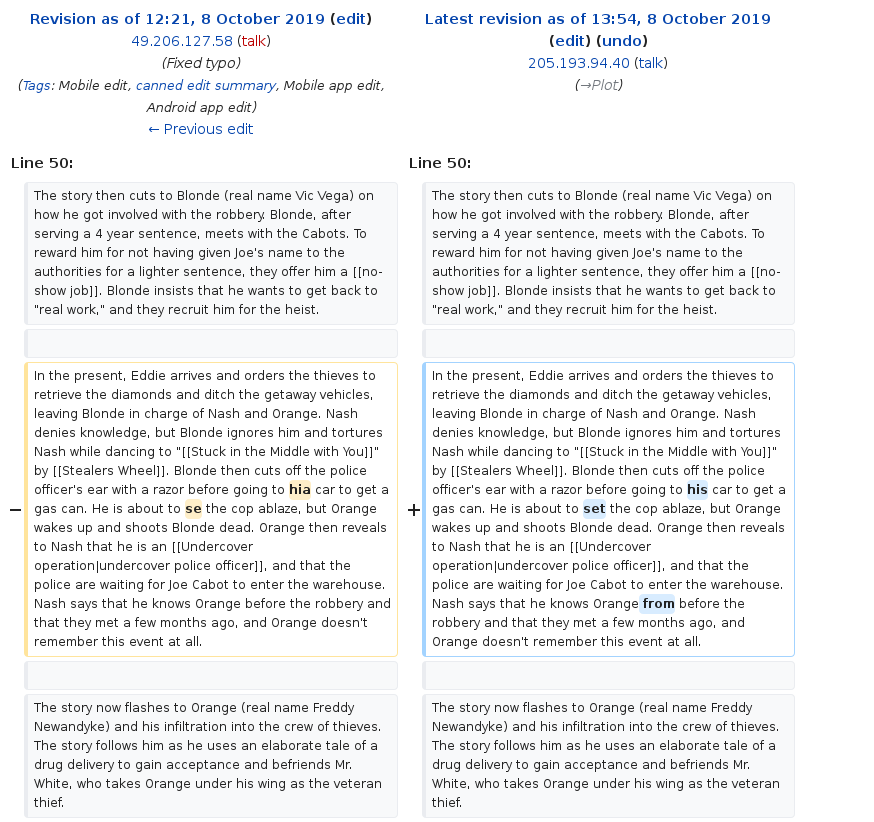 Revision as of 12:21, 8 October 2019 (edit)
49.206.127.58 (talk)
(Fixed typo)
(Tags: Mobile edit, canned edit summary, Mobile app edit,
Android app edit)
← Previous edit
Latest revision as of 13:54, 8 October 2019
(edit) (undo)
205.193.94.40 (talk)
(→Plot)
Line 50:
Line 50:
The story then cuts to Blonde (real name Vic Vega) on
how he got involved with the robbery. Blonde, after
serving a 4 year sentence, meets with the Cabots. To
reward him for not having given Joe's name to the
authorities for a lighter sentence, they offer him a [[no-
show job]]. Blonde insists that he wants to get back to
"real work," and they recruit him for the heist.
The story then cuts to Blonde (real name Vic Vega) on
how he got involved with the robbery. Blonde, after
serving a 4 year sentence, meets with the Cabots. To
reward him for not having given Joe's name to the
authorities for a lighter sentence, they offer him a [[no-
show job]]. Blonde insists that he wants to get back to
"real work," and they recruit him for the heist.
−
In the present, Eddie arrives and orders the thieves to
retrieve the diamonds and ditch the getaway vehicles,
leaving Blonde in charge of Nash and Orange. Nash
denies knowledge, but Blonde ignores him and tortures
Nash while dancing to "[[Stuck in the Middle with You]]"
by [[Stealers Wheel]]. Blonde then cuts off the police
officer's ear with a razor before going to hia car to get a
gas can. He is about to se the cop ablaze, but Orange
wakes up and shoots Blonde dead. Orange then reveals
to Nash that he is an [[Undercover
operation|undercover police officer]], and that the
police are waiting for Joe Cabot to enter the warehouse.
Nash says that he knows Orange before the robbery and
that they met a few months ago, and Orange doesn't
remember this event at all.
+
In the present, Eddie arrives and orders the thieves to
retrieve the diamonds and ditch the getaway vehicles,
leaving Blonde in charge of Nash and Orange. Nash
denies knowledge, but Blonde ignores him and tortures
Nash while dancing to "[[Stuck in the Middle with You]]"
by [[Stealers Wheel]]. Blonde then cuts off the police
officer's ear with a razor before going to his car to get a
gas can. He is about to set the cop ablaze, but Orange
wakes up and shoots Blonde dead. Orange then reveals
to Nash that he is an [[Undercover
operation|undercover police officer]], and that the
police are waiting for Joe Cabot to enter the warehouse.
Nash says that he knows Orange from before the
robbery and that they met a few months ago, and
Orange doesn't remember this event at all.
The story now flashes to Orange (real name Freddy
Newandyke) and his infiltration into the crew of thieves.
The story follows him as he uses an elaborate tale of a
drug delivery to gain acceptance and befriends Mr.
White, who takes Orange under his wing as the veteran
thief.
The story now flashes to Orange (real name Freddy
Newandyke) and his infiltration into the crew of thieves.
The story follows him as he uses an elaborate tale of a
drug delivery to gain acceptance and befriends Mr.
White, who takes Orange under his wing as the veteran
thief.